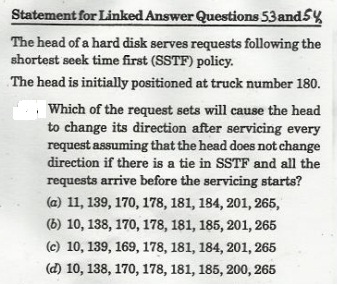 Statement for Linked Answer Questions 53 and 54
The head of a hard disk serves requests following the
shortest seek time first (SSTF) policy.
The head is initially positioned at truck number 180.
Which of the request sets will cause the head
to change its direction after servicing every
request assuming that the head does not change
direction if there is a tie in SSTF and all the
requests arrive before the servicing starts?
(a) 11, 139, 170, 178, 181, 184, 201, 265,
(b) 10, 138, 170, 178, 181, 185, 201, 265
(c) 10, 139, 169, 178, 181, 184, 201, 265
(d) 10, 138, 170, 178, 181, 185, 200, 265